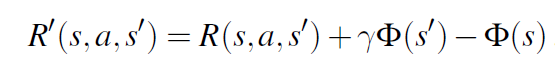 R′(s,a,s′) = R(s,a,s′) + γΦ(s′) − Φ(s)